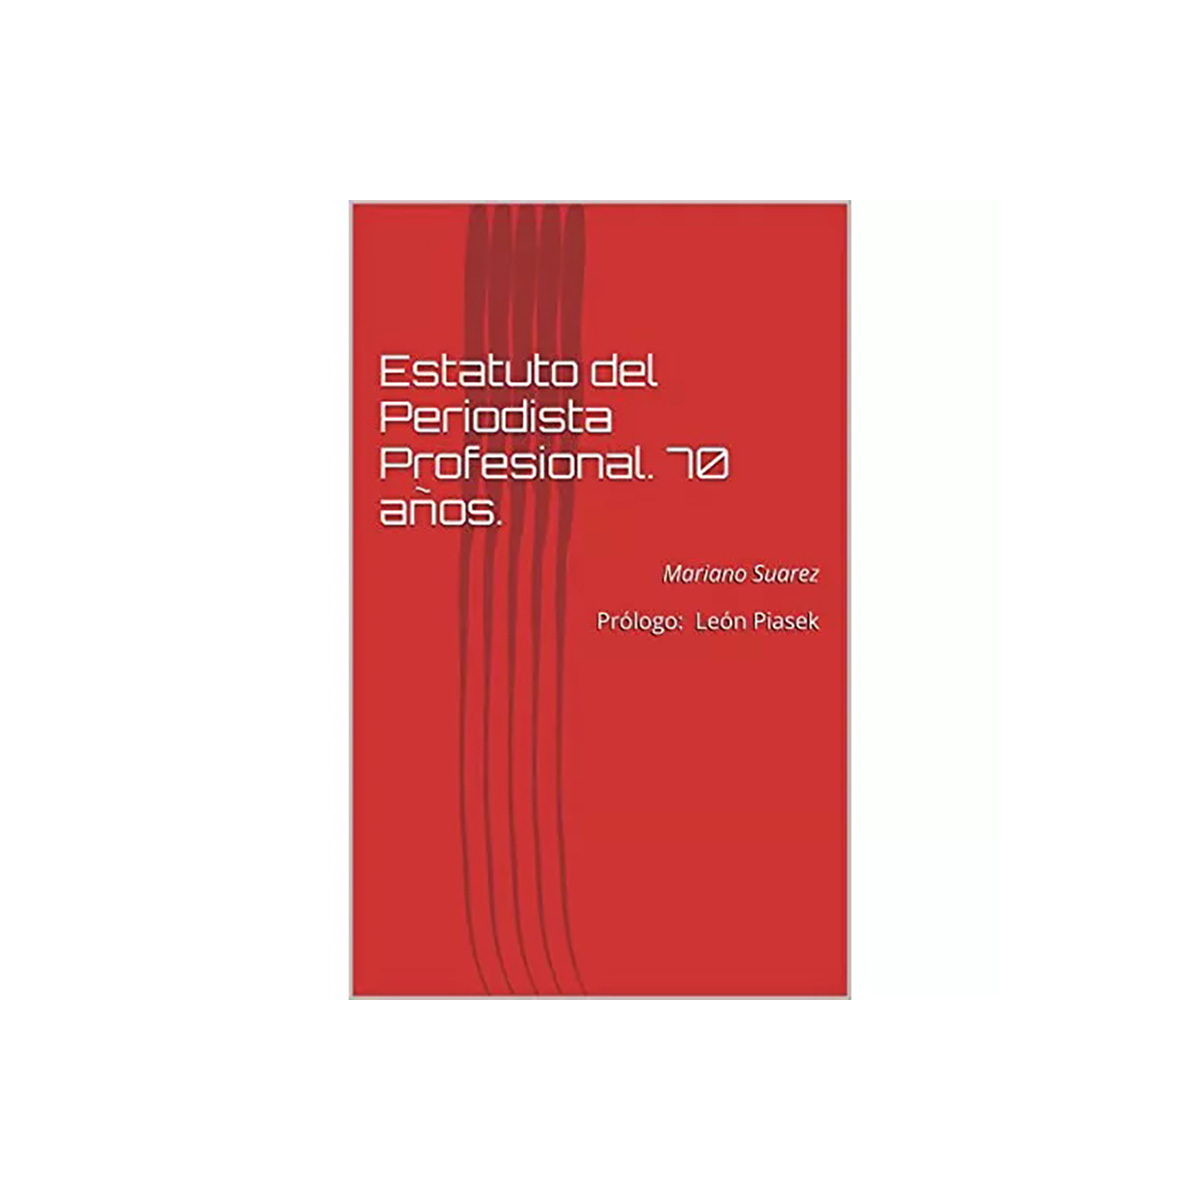 Estatuto del
Periodista
Profesional. 70
años.
Mariano Suarez
Prólogo: León Piasek